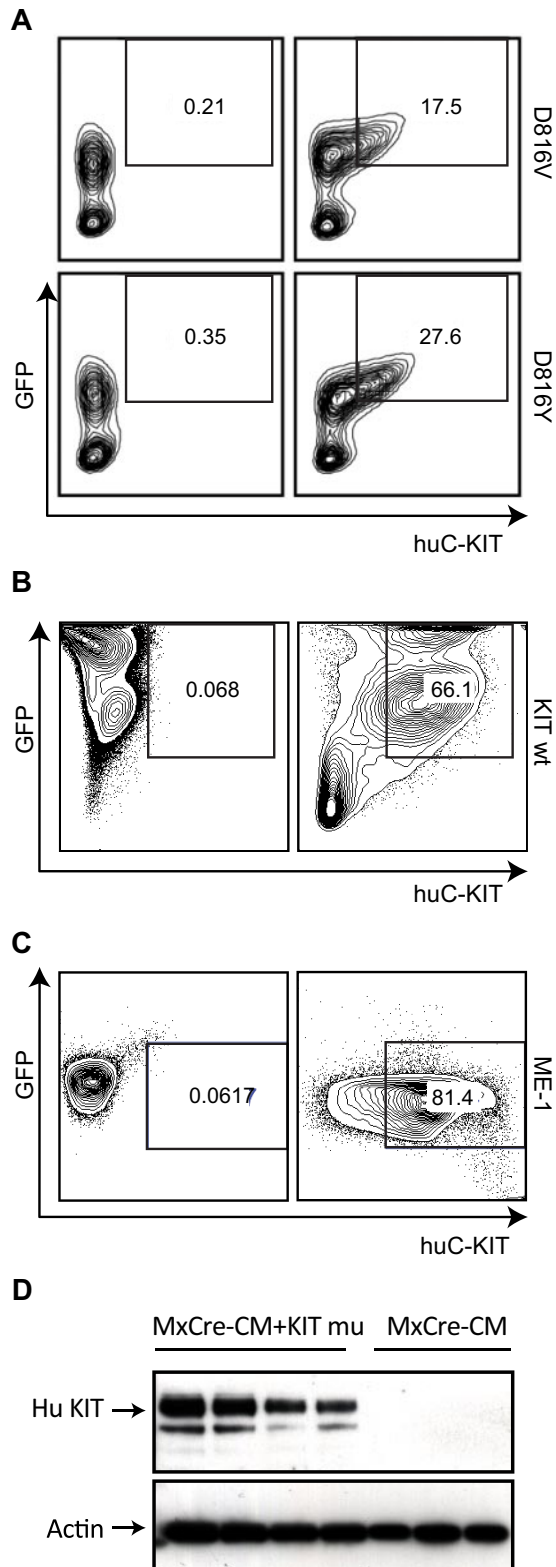 A
0.21
17.5
D816V
0.35
27.6
D816Y
GFP
huC-KIT
B
0.068
66.1
KIT wt
GFP
huC-KIT
C
0.0617
81.4
ME-1
GFP
huC-KIT
D
MxCre-CM+KIT mu MxCre-CM
Hu KIT
Actin